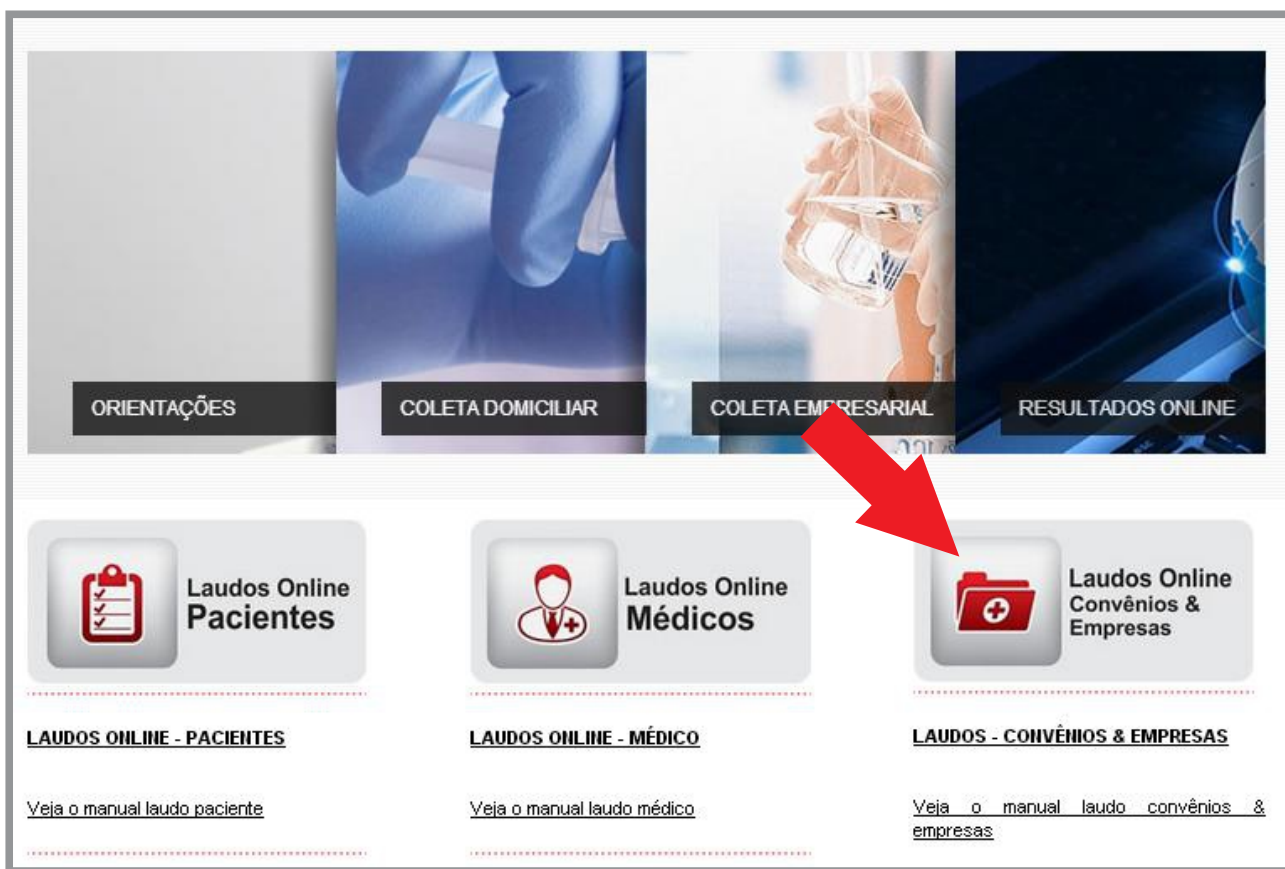 ORIENTAÇÕES
COLETA DOMICILIAR
COLETA EMPRESARIAL
RESULTADOS ONLINE
Laudos Online
Pacientes
Laudos Online
Médicos
Laudos Online
Convênios &
Empresas
LAUDOS ONLINE - PACIENTES
LAUDOS ONLINE - MÉDICO
LAUDOS - CONVÊNIOS & EMPRESAS
Veja o manual laudo paciente
Veja o manual laudo médico
Veja o manual laudo convênios &
empresas